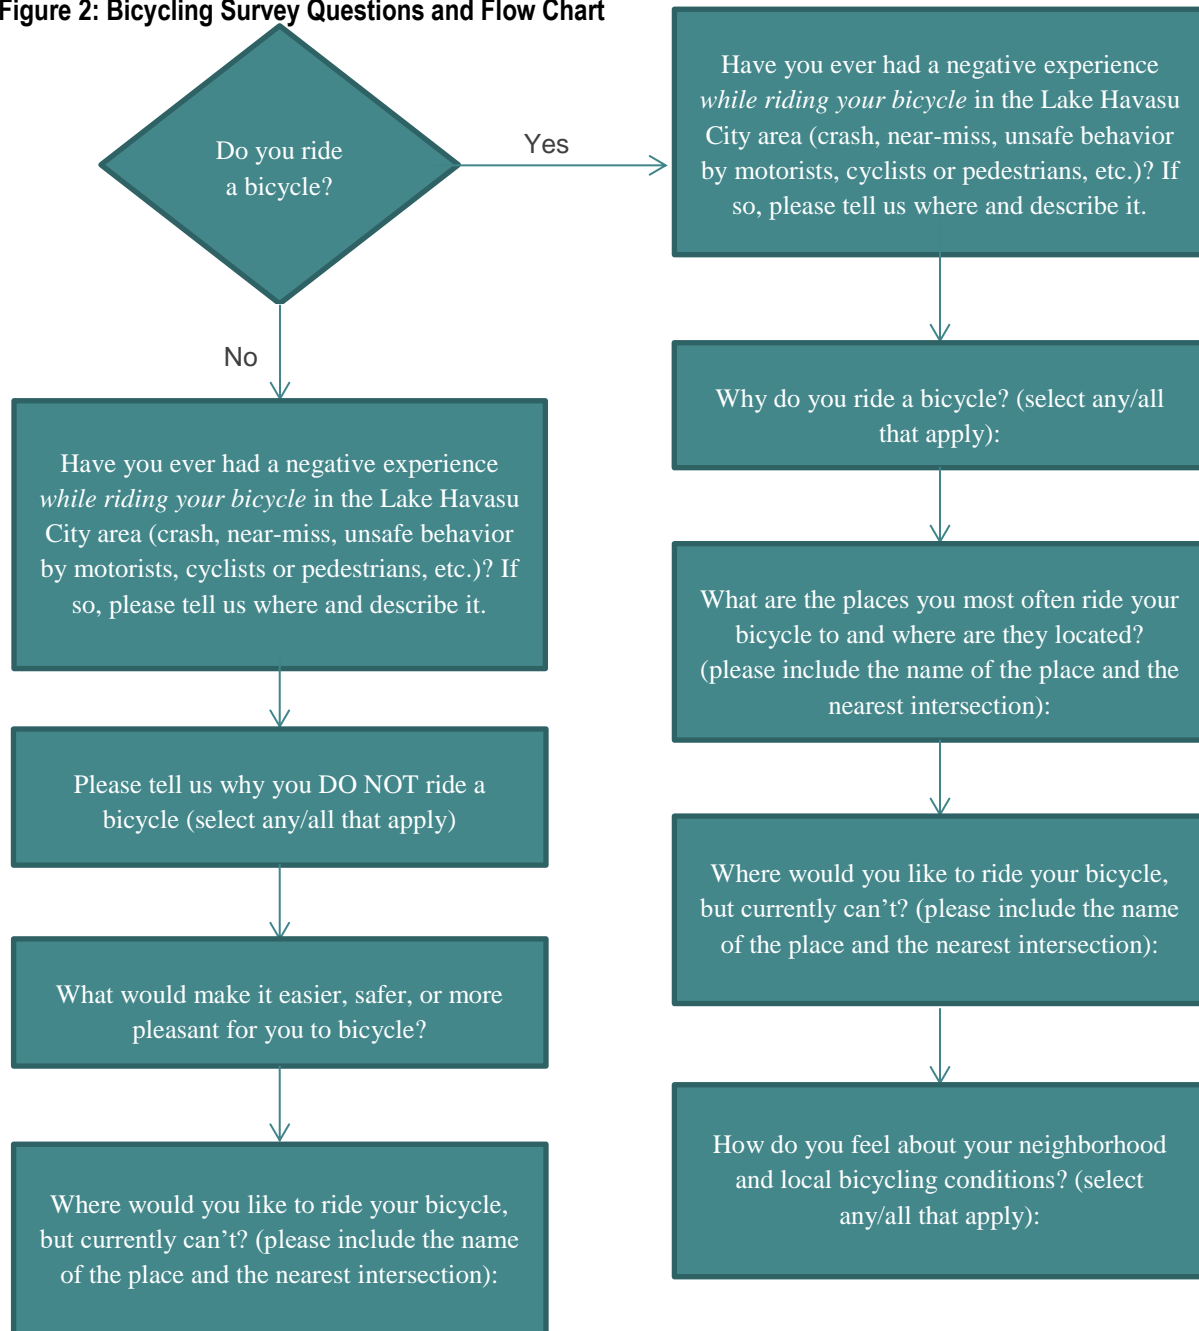 Figure 2: Bicycling Survey Questions and Flow Chart
Do you ride
a bicycle?
Yes
No
Have you ever had a negative experience
while riding your bicycle in the Lake Havasu
City area (crash, near-miss, unsafe behavior
by motorists, cyclists or pedestrians, etc.)? If
so, please tell us where and describe it.
Please tell us why you DO NOT ride a
bicycle (select any/all that apply)
What would make it easier, safer, or more
pleasant for you to bicycle?
Where would you like to ride your bicycle,
but currently can’t? (please include the name
of the place and the nearest intersection):
Have you ever had a negative experience
while riding your bicycle in the Lake Havasu
City area (crash, near-miss, unsafe behavior
by motorists, cyclists or pedestrians, etc.)? If
so, please tell us where and describe it.
Why do you ride a bicycle? (select any/all
that apply):
What are the places you most often ride your
bicycle to and where are they located?
(please include the name of the place and the
nearest intersection):
Where would you like to ride your bicycle,
but currently can’t? (please include the name
of the place and the nearest intersection):
How do you feel about your neighborhood
and local bicycling conditions? (select
any/all that apply):